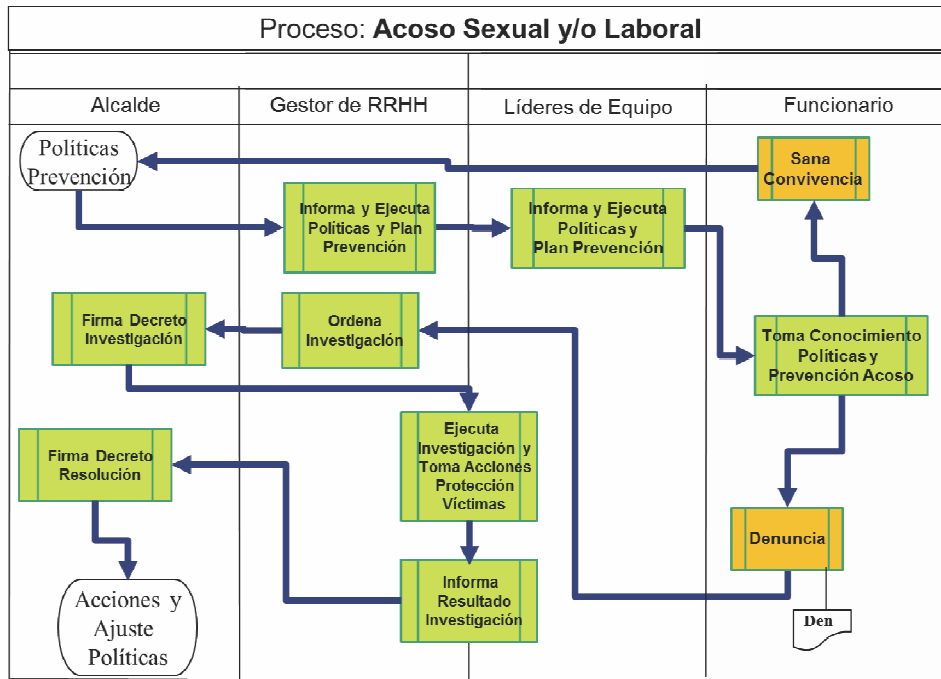 Proceso: Acoso Sexual y/o Laboral
Alcalde
Gestor de RRHH
Líderes de Equipo
Funcionario
Políticas
Prevención
Sana
Convivencia
Informa y Ejecuta
Políticas y Plan
Prevención
Informa y Ejecuta
Políticas y
Plan Prevención
Firma Decreto
Investigación
Ordena
Investigación
Toma Conocimiento
Políticas y
Prevención Acoso
Firma Decreto
Resolución
Ejecuta
Investigación y
Toma Acciones
Protección
Víctimas
Denuncia
Acciones y
Ajuste
Políticas
Informa
Resultado
Investigación
Den